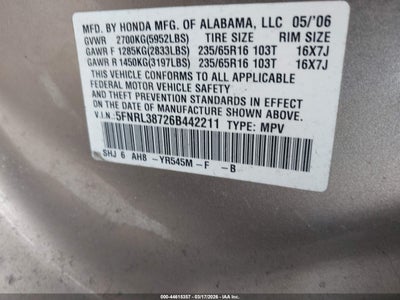 MFD. BY HONDA MFG. OF ALABAMA, LLC 05/'06
GVWR 2700KG(5952LBS) TIRE SIZE RIM SIZE
GAWR F 1285KG(2833LBS) 235/65R16 103T 16X7J
GAWR R 1450KG(3197LBS) 235/65R16 103T 16X7J
THIS VEHICLE CONFORMS TO ALL APPLICABLE
FEDERAL MOTOR VEHICLE SAFETY
AND THEFT PREVENTION STANDARDS IN EFFECT
ON THE DATE OF MANUFACTURE SHOWN ABOVE.
5FNRL38726B442211 TYPE: MPV
SHJ 6 AH8 -YR545M-F -B
000-44615357 - 03/17/2026 - IAA Inc.